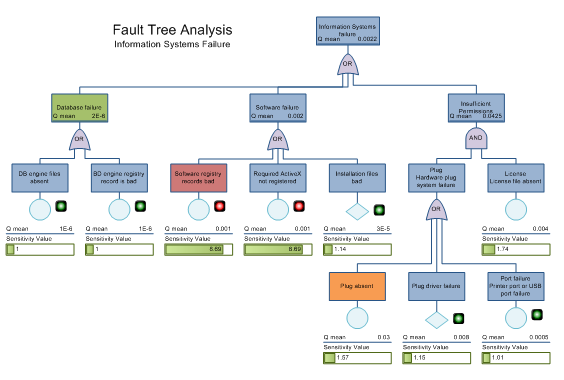 Fault Tree Analysis
Information Systems Failure
Information Systems
failure
Q mean 0.0022
OR
Database failure
Q mean 2E-6
Software failure
Q mean 0.002
Insufficient
Permissions
Q mean 0.0425
OR
OR
AND
DB engine files
absent
BD engine registry
record is bad
Software registry
records bad
Required ActiveX
not registered
Installation files
bad
Plug
Hardware plug
system failure
License
License file absent
OR
Q mean 1E-6
Sensitivity Value
1
Q mean 1E-6
Sensitivity Value
1
Q mean 0.001
Sensitivity Value
6.69
Q mean 0.001
Sensitivity Value
6.69
Q mean 3E-5
Sensitivity Value
1.14
Q mean 0.004
Sensitivity Value
1.74
Plug absent
Plug driver failure
Port failure
Printer port or USB
port failure
Q mean 0.03
Sensitivity Value
1.57
Q mean 0.008
Sensitivity Value
1.15
Q mean 0.0005
Sensitivity Value
1.01